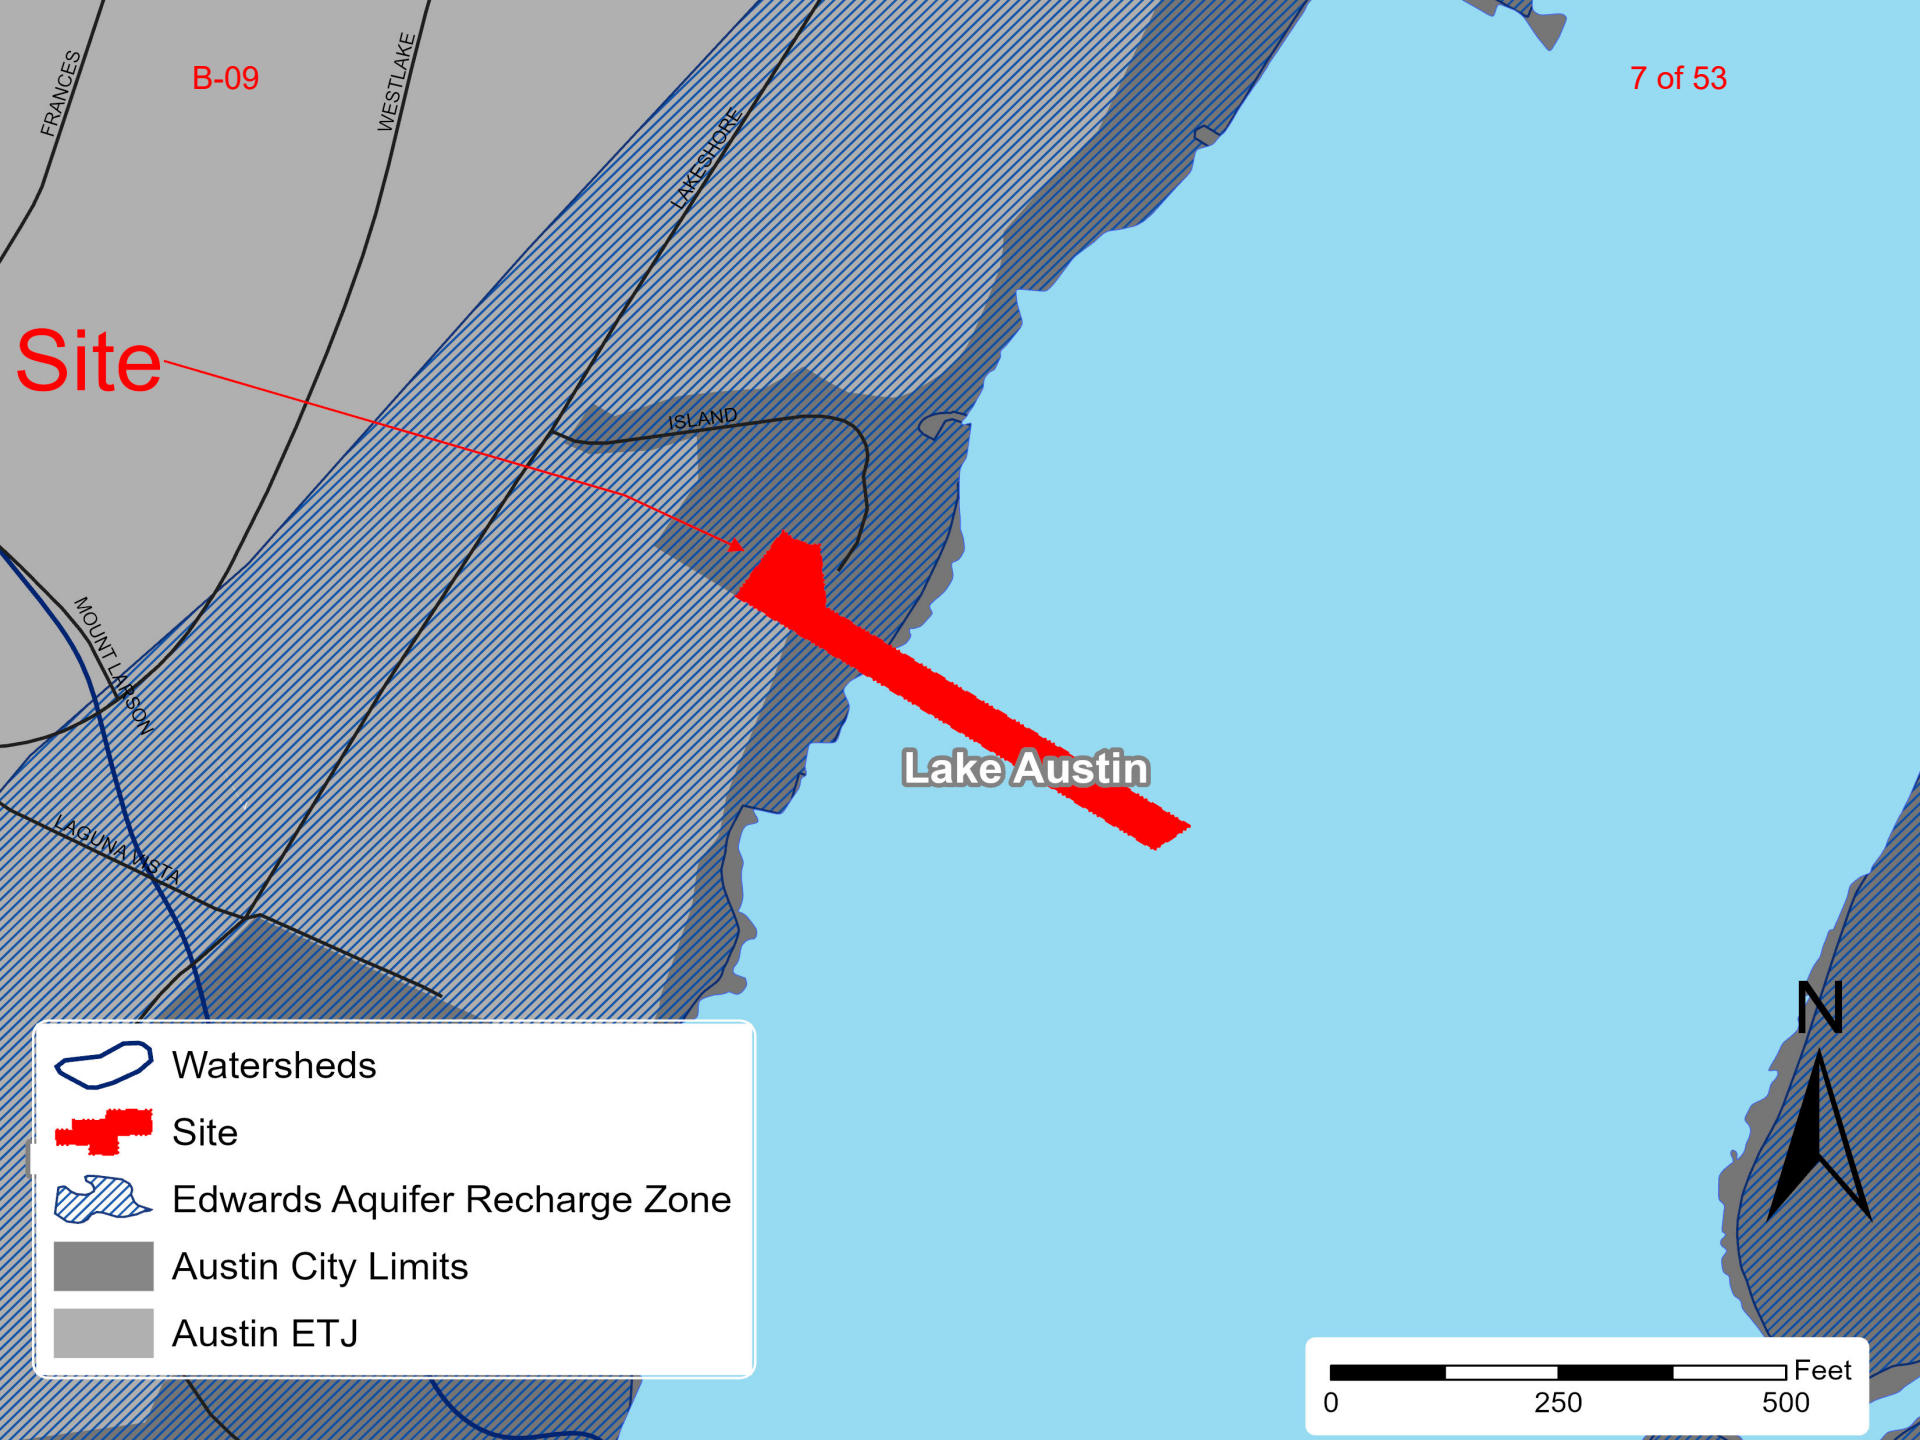 B-09
7 of 53
FRANCES
WESTLAKE
LAKESHORE
Site
ISLAND
MOUNT LARSON
Lake Austin
LAGUNA VISTA
N
Watersheds
Site
Edwards Aquifer Recharge Zone
Austin City Limits
Austin ETJ
Feet
0 250 500